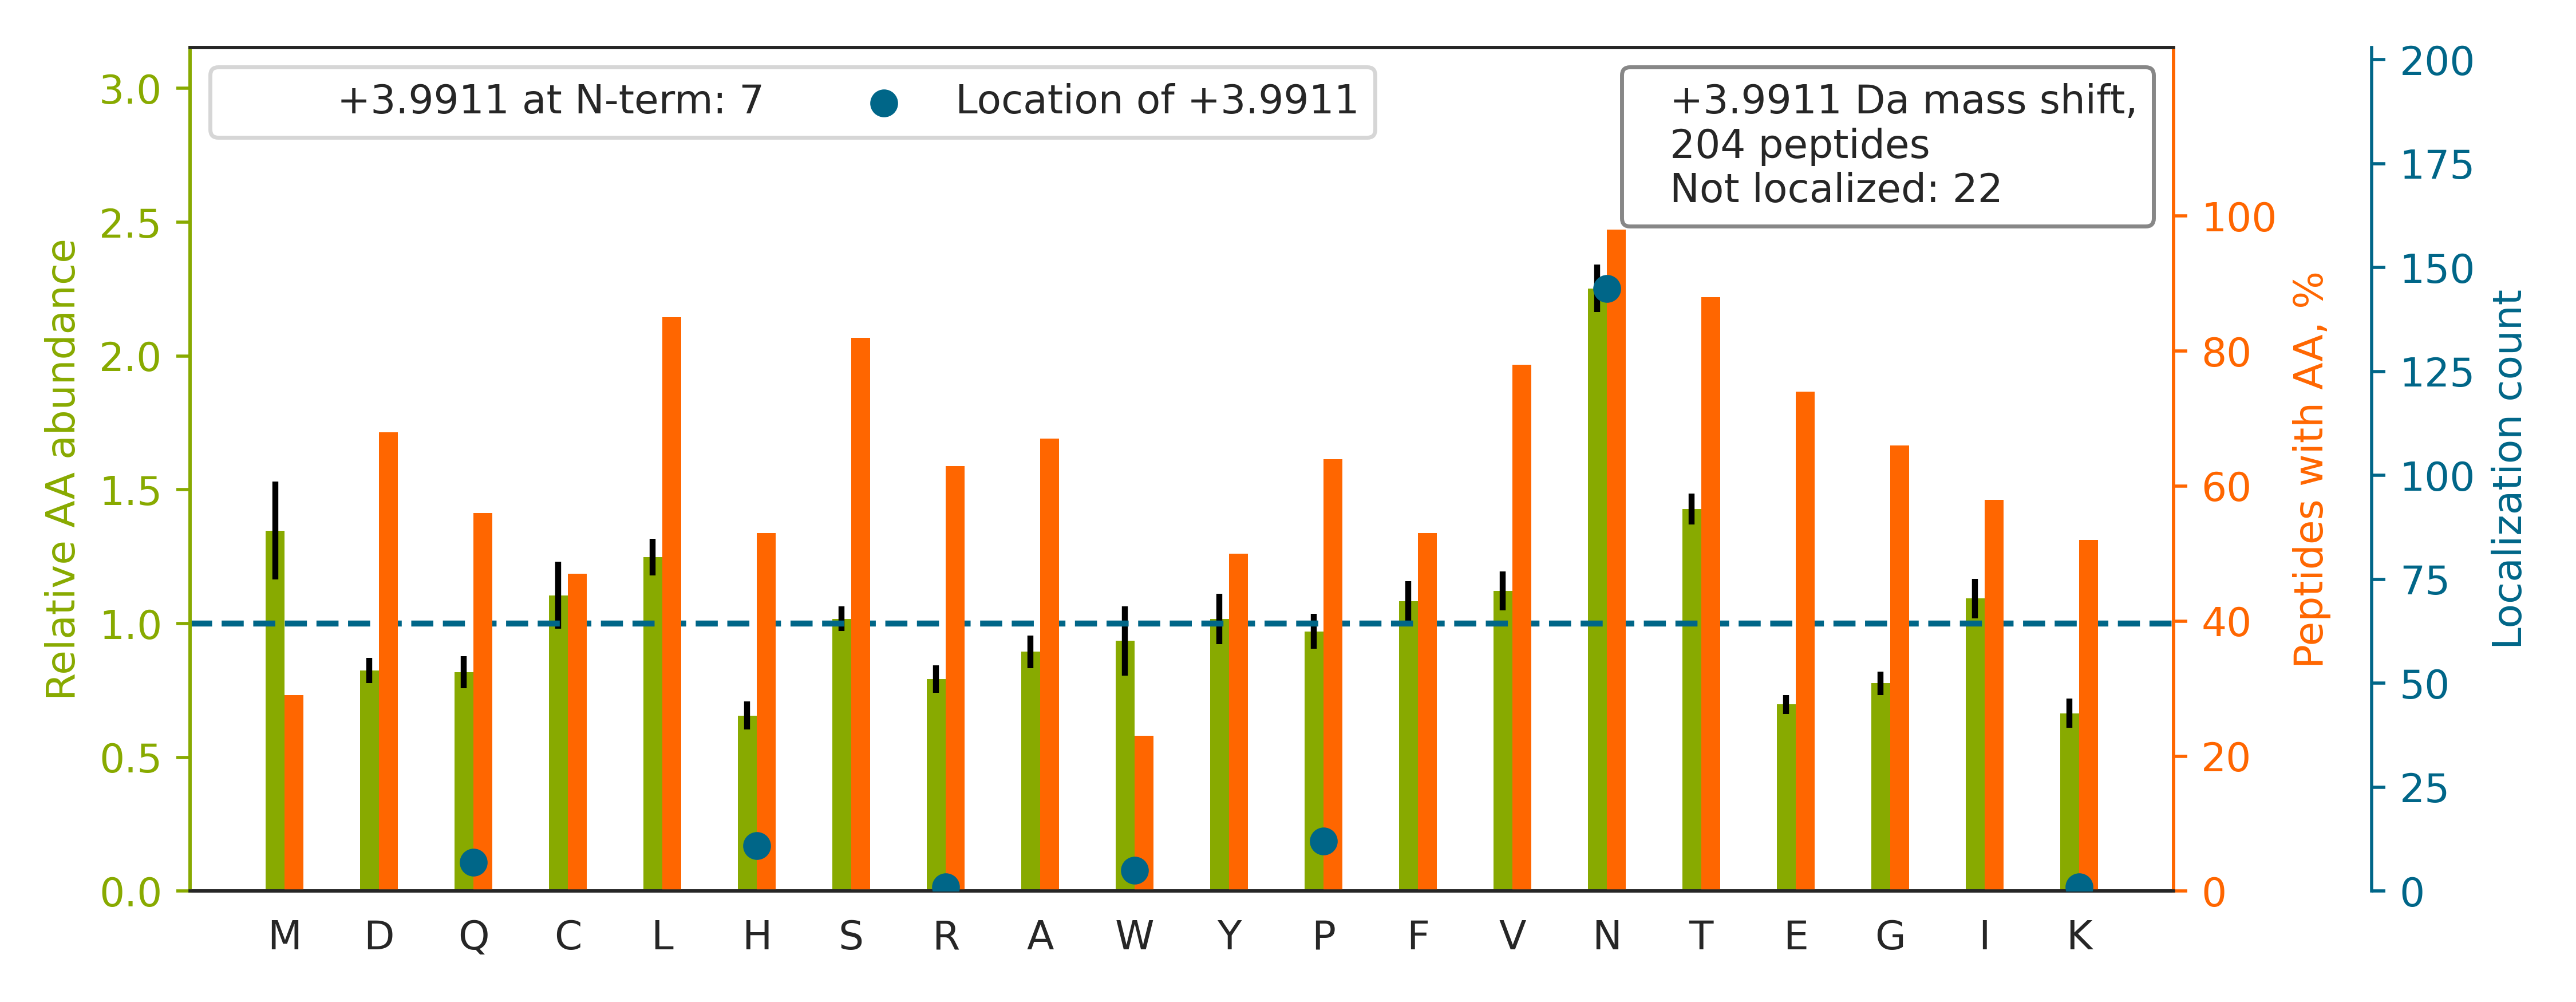 +3.9911 at N-term: 7
Location of +3.9911
+3.9911 Da mass shift,
204 peptides
Not localized: 22
Relative AA abundance
3.0
2.5
2.0
1.5
1.0
0.5
0.0
M D Q C L H S R A W Y P F V N T E G I K
100
80
60
40
20
0
Peptides with AA, %
200
175
150
125
100
75
50
25
0
Localization count